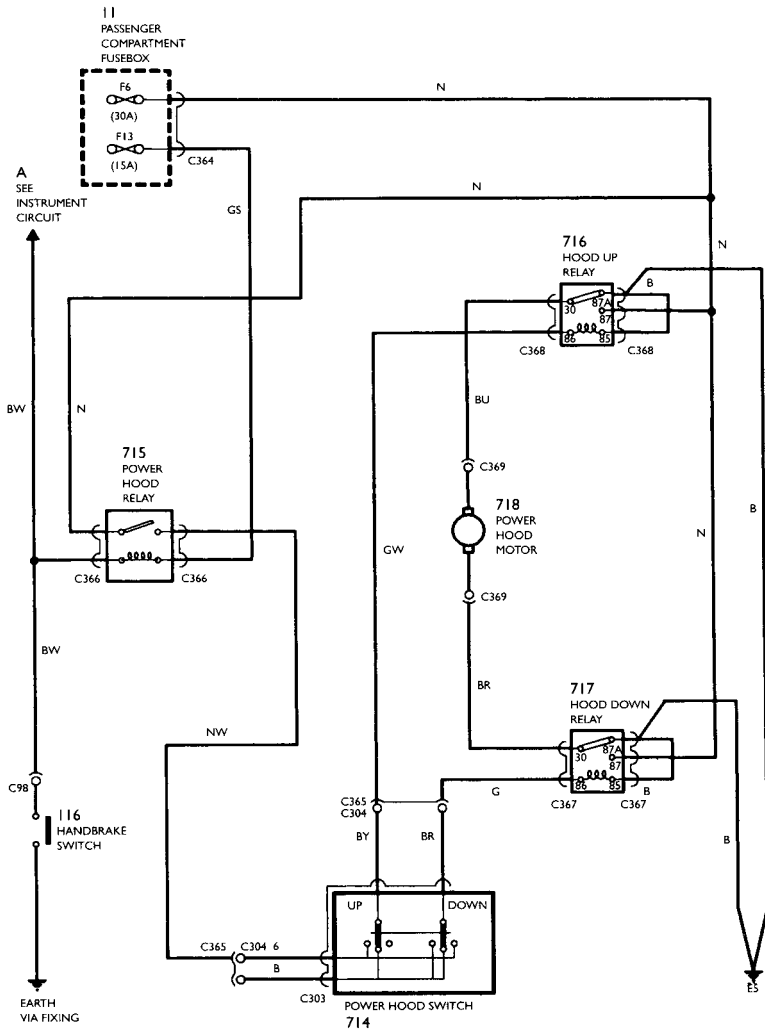 11
PASSENGER
COMPARTMENT
FUSEBOX
F6
(30A)
F13
(15A)
C364
N
N
GS
N
A
SEE
INSTRUMENT
CIRCUIT
716
HOOD UP
RELAY
B
87A
30
87
86
85
C368
C368
BW
N
BU
715
POWER
HOOD
RELAY
C366
C366
C369
718
POWER
HOOD
MOTOR
C369
B
N
GW
BW
BR
717
HOOD DOWN
RELAY
87A
30
87
86
85
C367
C367
B
G
NW
C98
116
HANDBRAKE
SWITCH
C365
C304
BY
BR
B
UP
DOWN
C365
C304
6
B
C303
POWER HOOD SWITCH
714
EARTH
VIA FIXING
E5